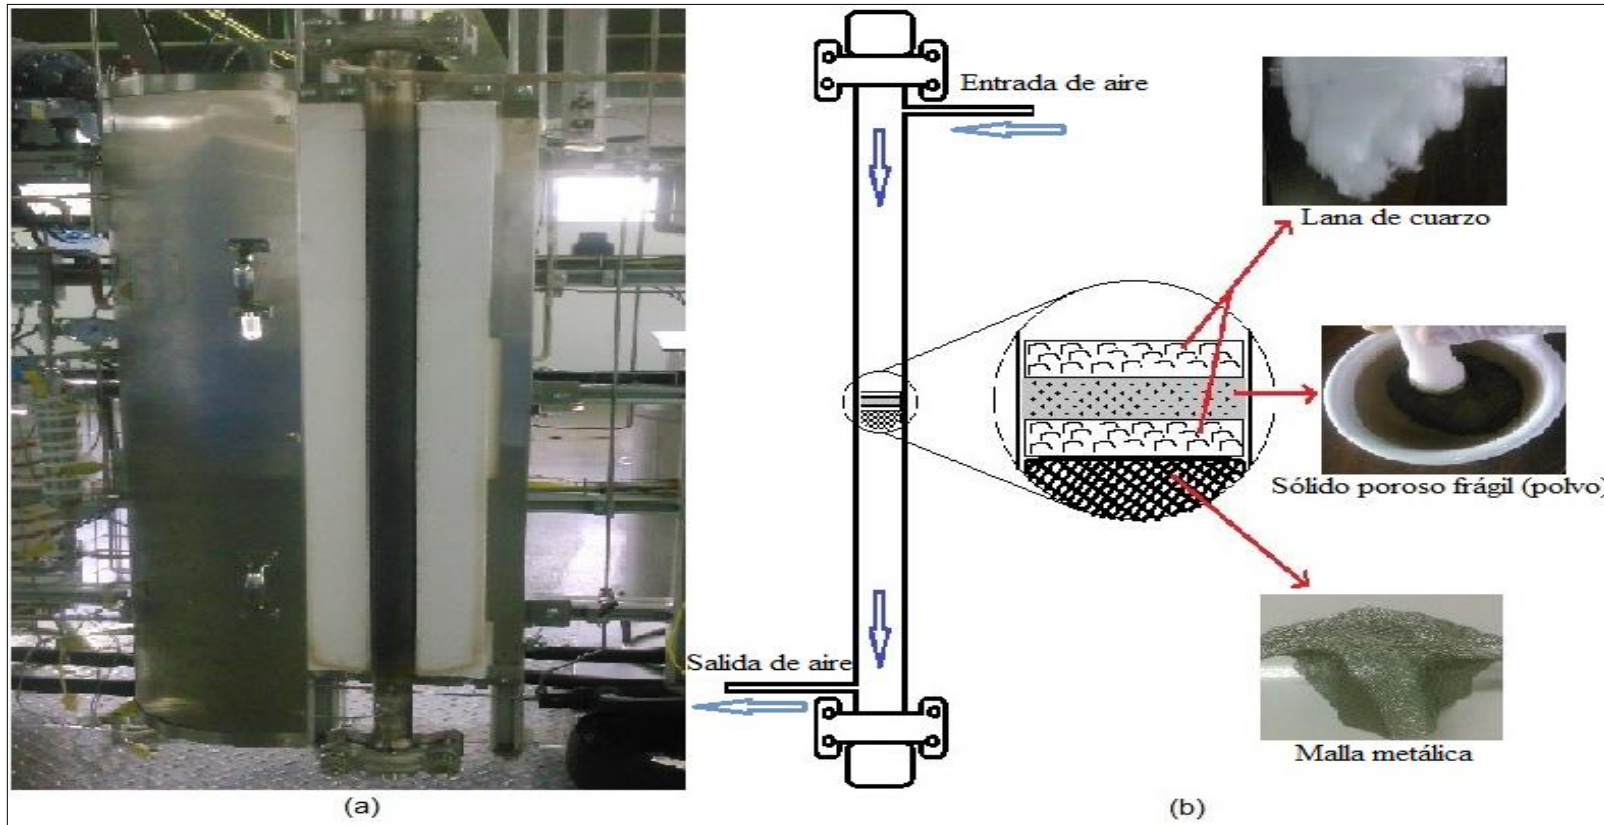 Entrada de aire
Lana de cuarzo
Sólido poroso frágil (polvo)
Salida de aire
Malla metálica
(a)
(b)